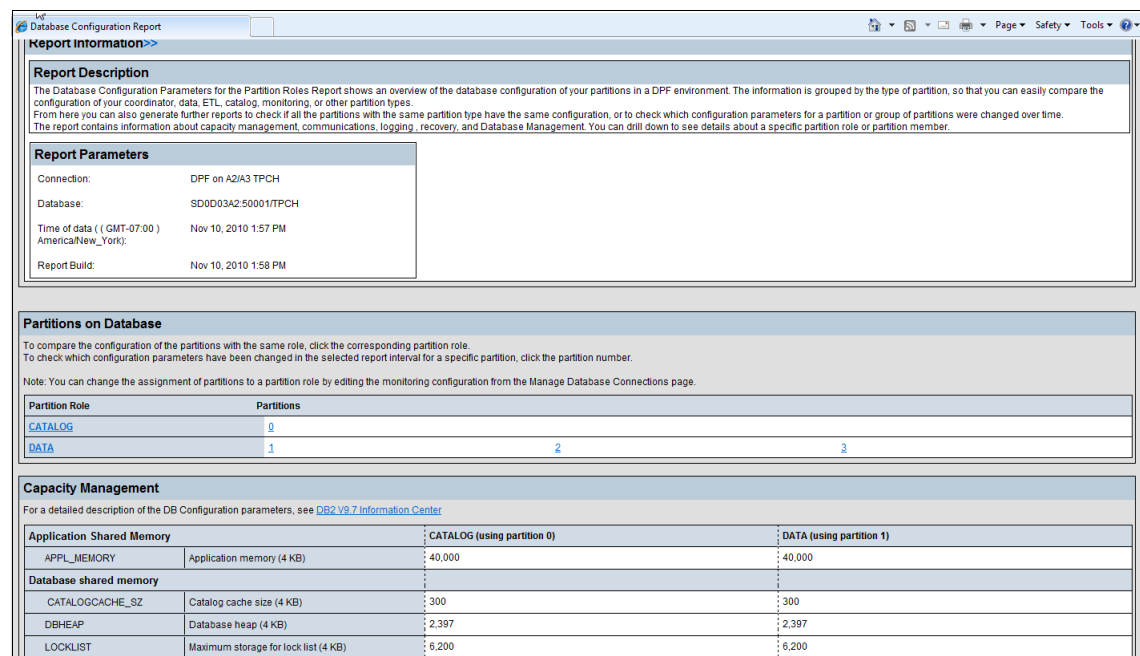 Database Configuration Report
Page Safety Tools
Report Information>>
Report Description
The Database Configuration Parameters for the Partition Roles Report shows an overview of the database configuration of your partitions in a DPF environment. The information is grouped by the type of partition, so that you can easily compare the
configuration of your coordinator, data, ETL, catalog, monitoring, or other partition types.
From here you can also generate further reports to check if all the partitions with the same partition type have the same configuration, or to check which configuration parameters for a partition or group of partitions were changed over time.
The report contains information about capacity management, communications, logging , recovery, and Database Management. You can drill down to see details about a specific partition role or partition member.
Report Parameters
Connection: DPF on A2/A3 TPCH
Database: SD0D03A2:50001/TPCH
Time of data ( ( GMT-07:00 ) Nov 10, 2010 1:57 PM
America/New_York):
Report Build: Nov 10, 2010 1:58 PM
Partitions on Database
To compare the configuration of the partitions with the same role, click the corresponding partition role.
To check which configuration parameters have been changed in the selected report interval for a specific partition, click the partition number.
Note: You can change the assignment of partitions to a partition role by editing the monitoring configuration from the Manage Database Connections page.
Partition Role Partitions
CATALOG 0
DATA 1 2 3
Capacity Management
For a detailed description of the DB Configuration parameters, see DB2 V9.7 Information Center
Application Shared Memory CATALOG (using partition 0) DATA (using partition 1)
APPL_MEMORY Application memory (4 KB) 40,000 40,000
Database shared memory
CATALOGCACHE_SZ Catalog cache size (4 KB) 300 300
DBHEAP Database heap (4 KB) 2,397 2,397
LOCKLIST Maximum storage for lock list (4 KB) 6,200 6,200